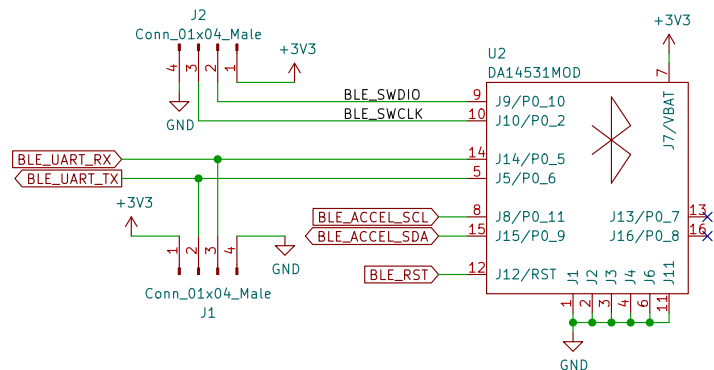 J2
Conn_01x04_Male
+3V3
4
3
2
1
GND
U2
DA14531MOD
+3V3
7
J7/VBAT
BLE_SWDIO
9
J9/P0_10
BLE_SWCLK
10
J10/P0_2
BLE_UART_RX
14
J14/P0_5
BLE_UART_TX
5
J5/P0_6
+3V3
BLE_ACCEL_SCL
8
J8/P0_11
J13/P0_7
13
BLE_ACCEL_SDA
15
J15/P0_9
J16/P0_8
16
1
2
3
4
GND
BLE_RST
12
J12/RST
J1
J2
J3
J4
J6
J11
Conn_01x04_Male
J1
1
2
3
4
6
11
GND